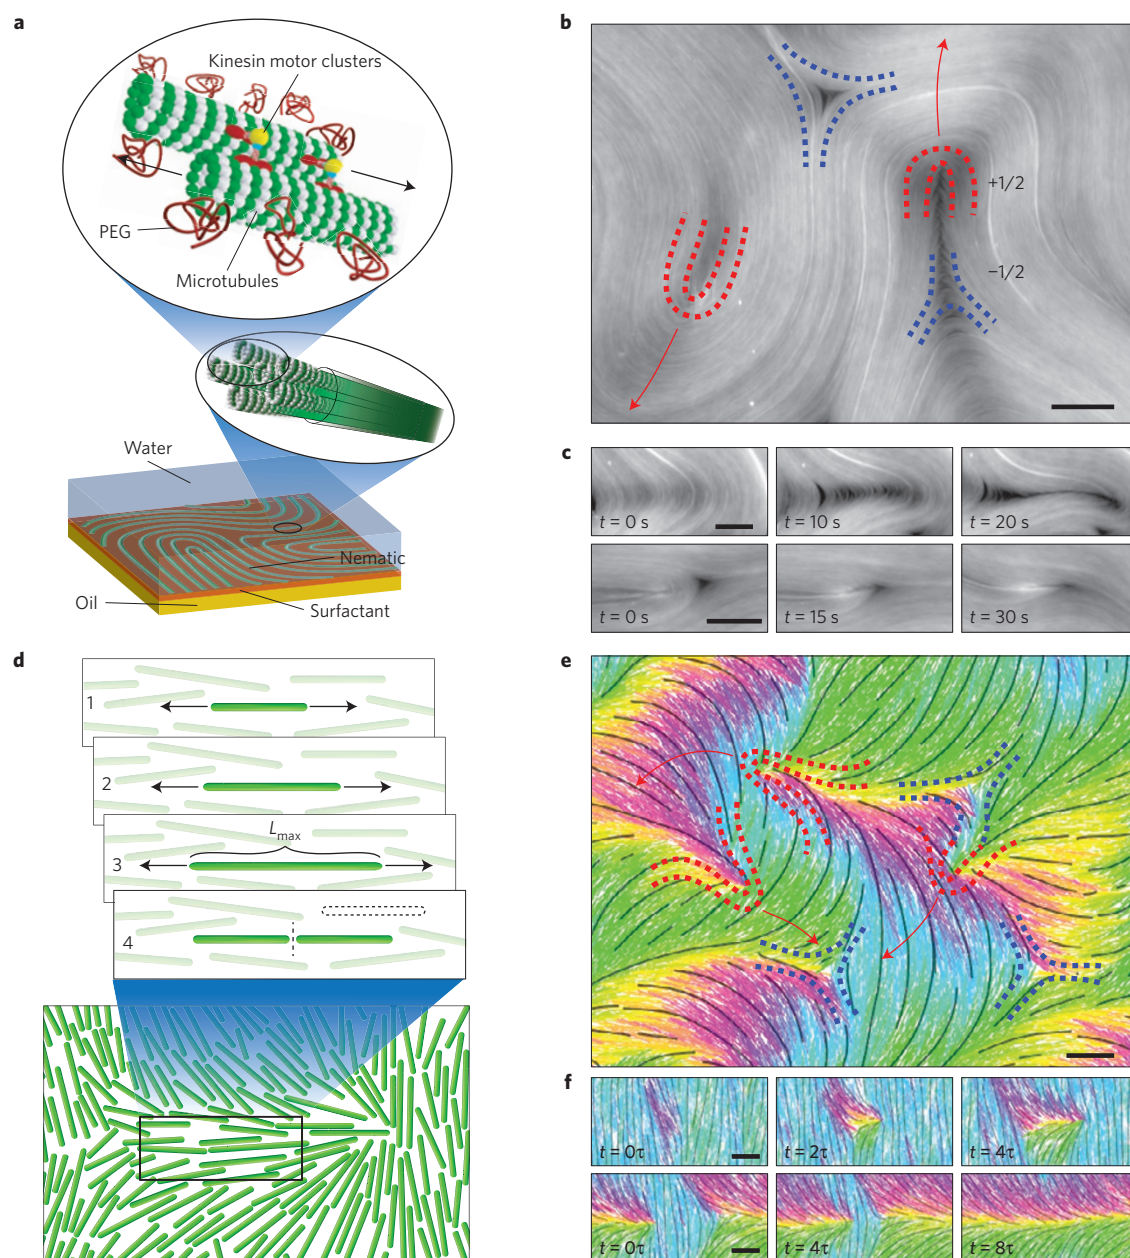 a
Kinesin motor clusters
PEG
Microtubules
Water
Nematic
Oil
Surfactant
b
+1/2
−1/2
c
t = 0 s
t = 10 s
t = 20 s
t = 0 s
t = 15 s
t = 30 s
d
1
2
3
Lmax
4
e
f
t = 0τ
t = 2τ
t = 4τ
t = 0τ
t = 4τ
t = 8τ